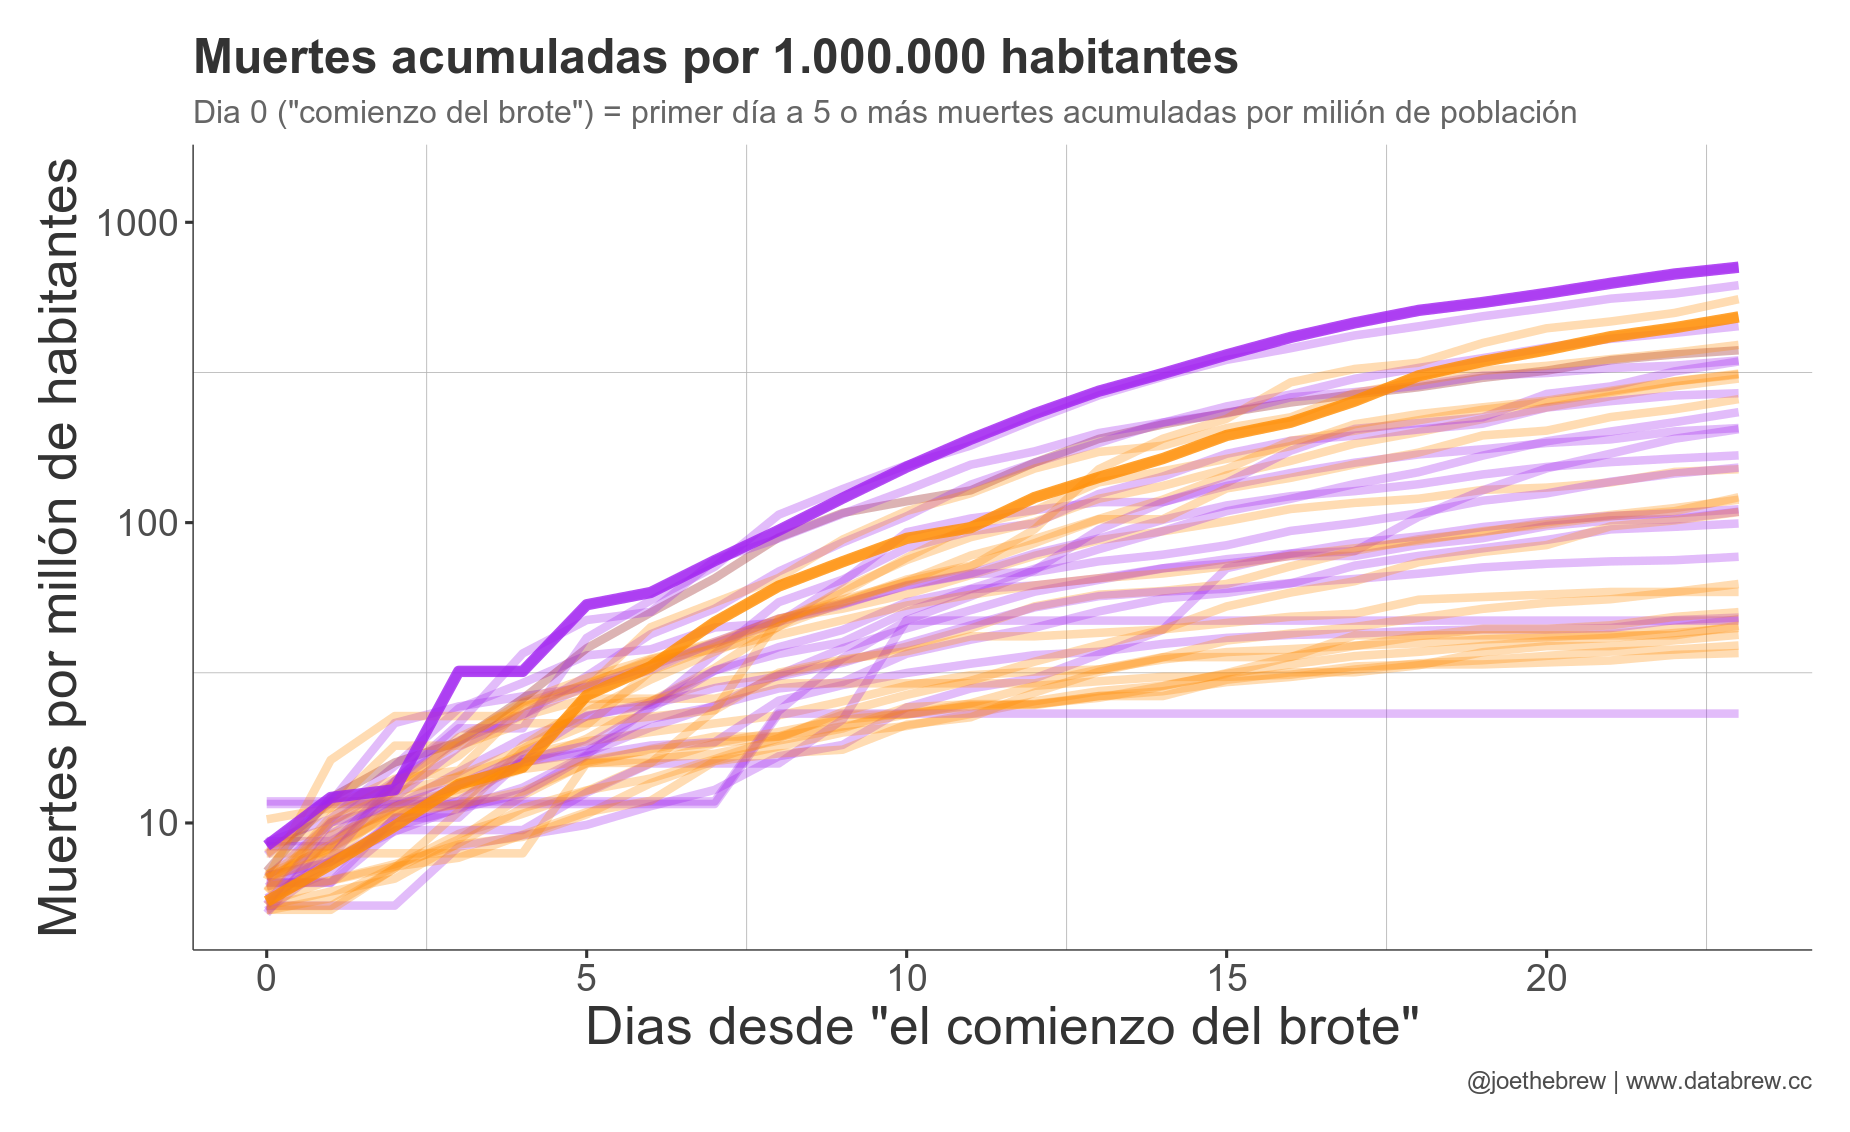 Muertes acumuladas por 1.000.000 habitantes
Dia 0 ("comienzo del brote") = primer día a 5 o más muertes acumuladas por milión de población
Muertes por millón de habitantes
1000
100
10
0 5 10 15 20
Dias desde "el comienzo del brote"
@joethebrew | www.databrew.cc